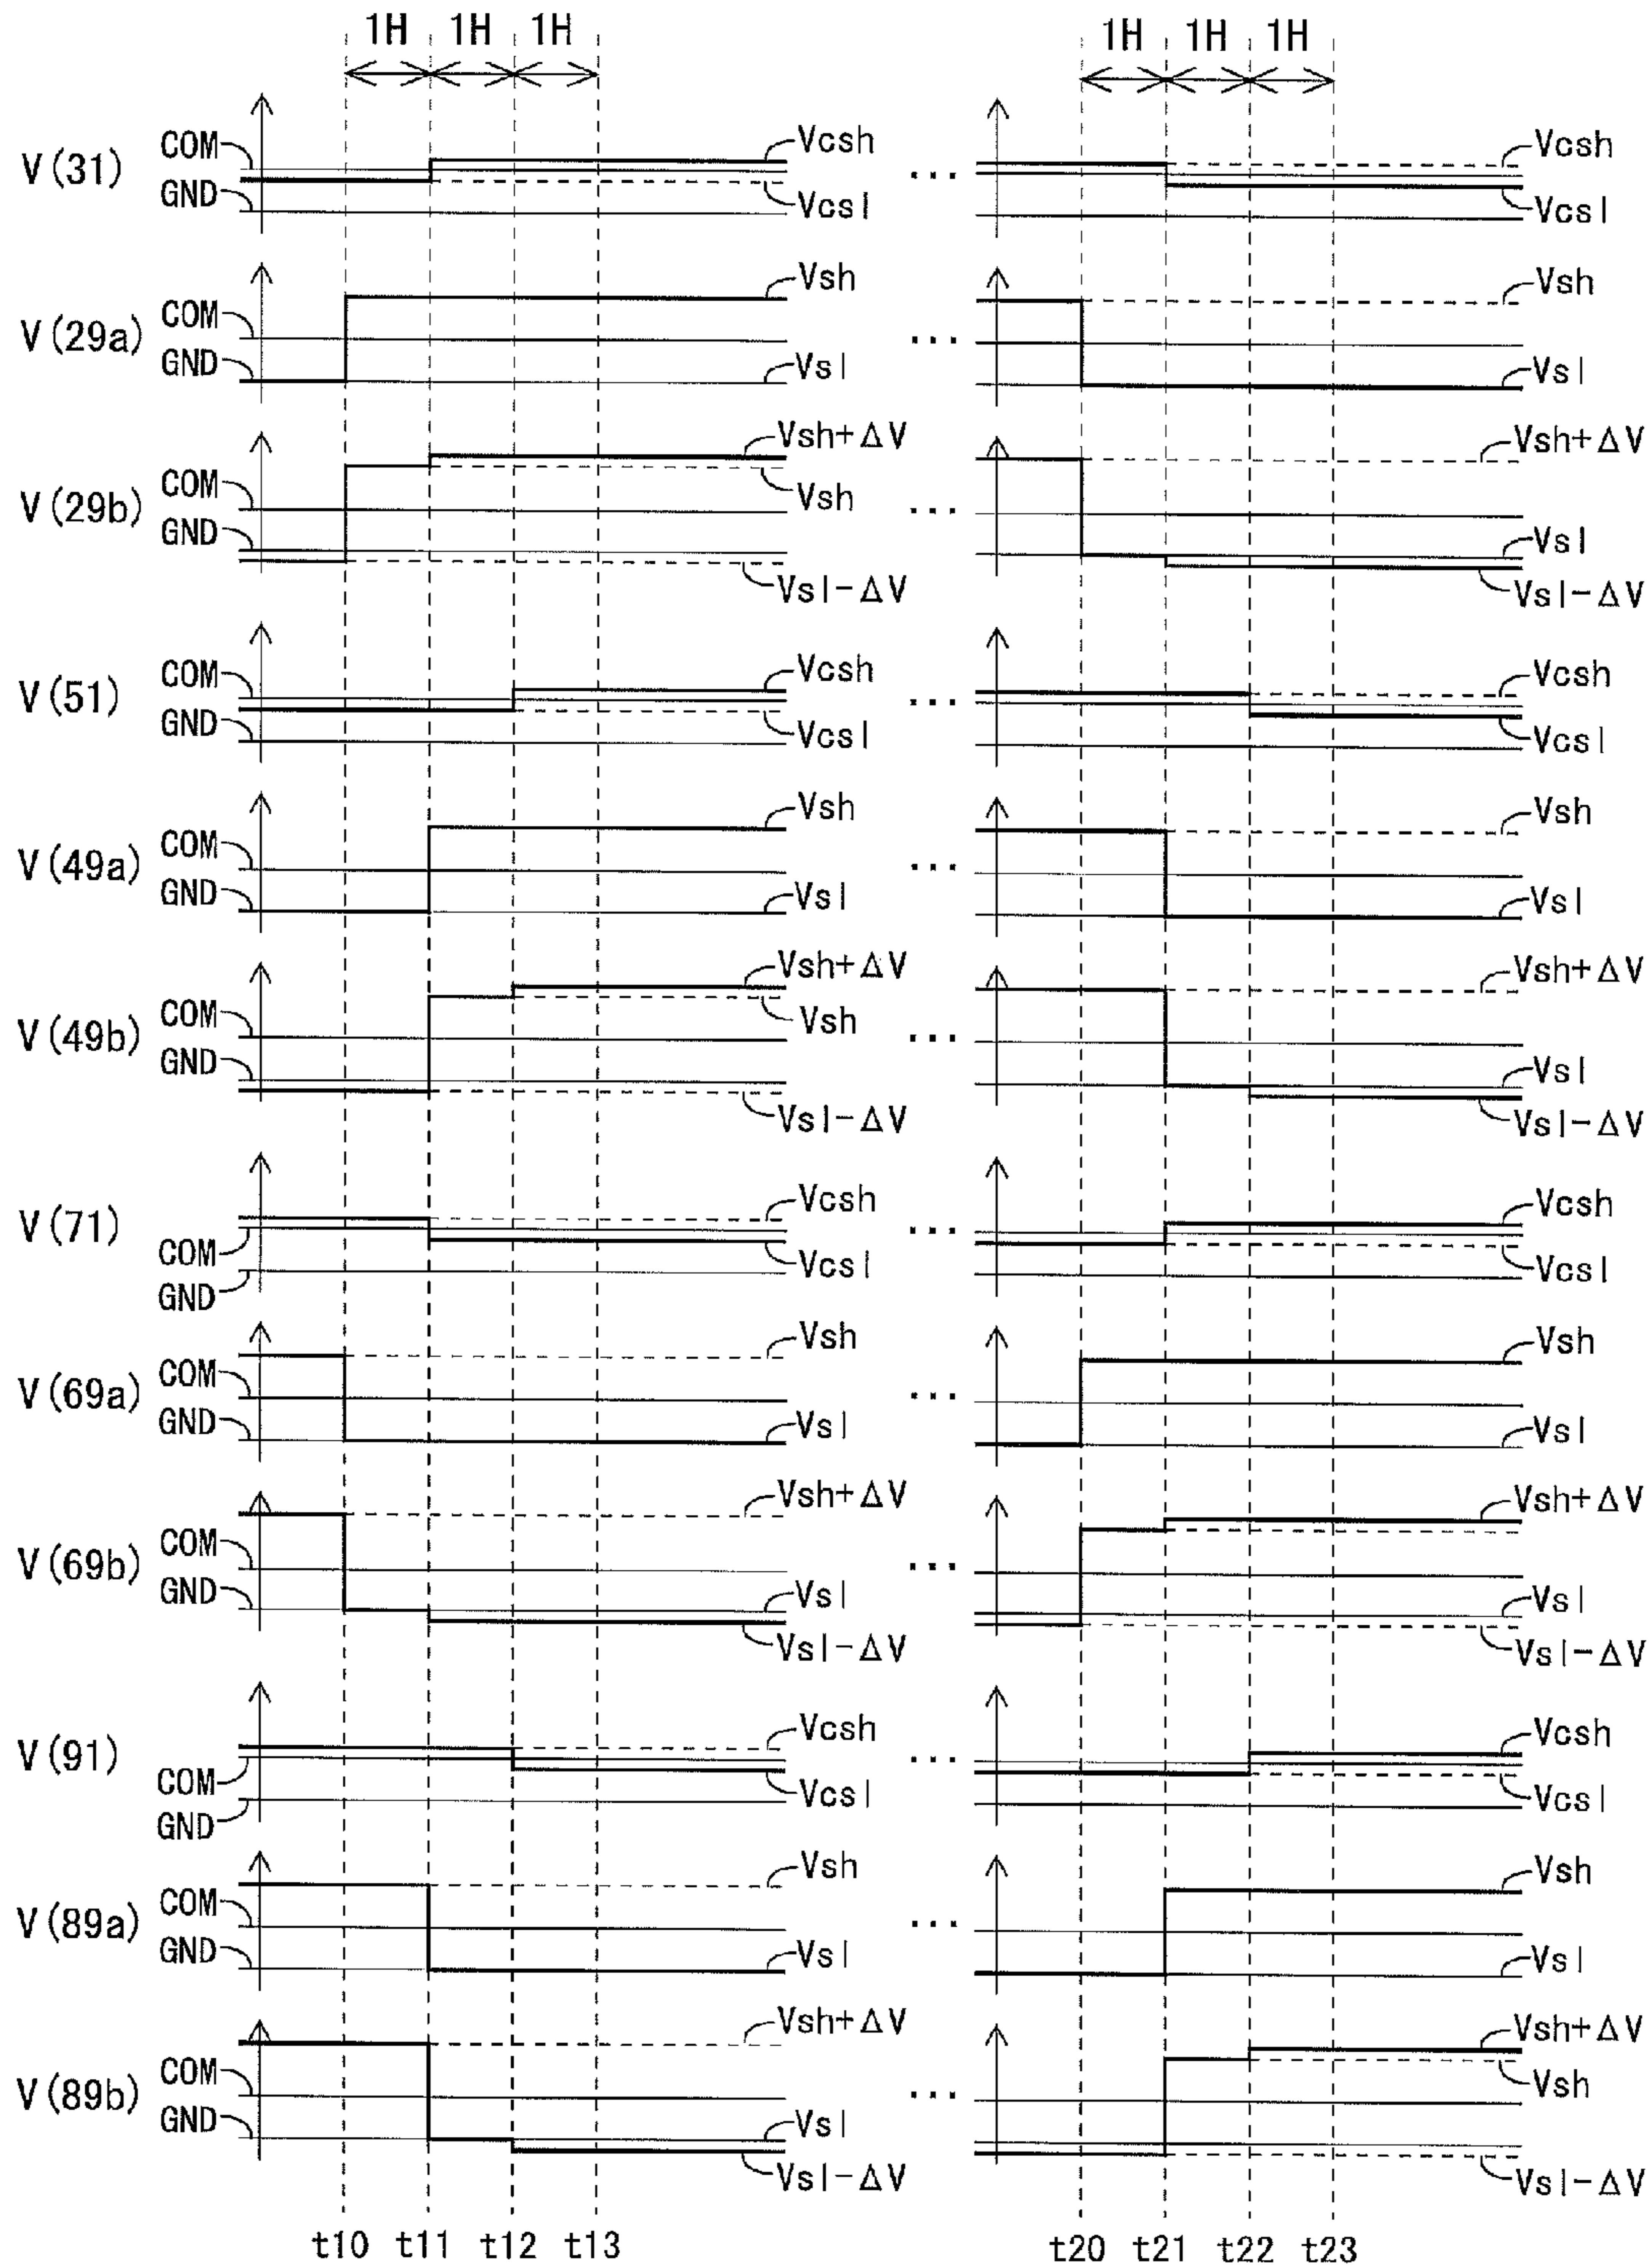 1H 1H 1H 1H 1H 1H
V(31) COM GND Vcsh Vcsl ... Vcsh Vcsl
V(29a) COM GND Vsh Vsl ... Vsh Vsl
V(29b) COM GND Vsh+ΔV Vsh Vsl-ΔV ... Vsh+ΔV Vsl Vsl-ΔV
V(51) COM GND Vcsh Vcsl ... Vcsh Vcsl
V(49a) COM GND Vsh Vsl ... Vsh Vsl
V(49b) COM GND Vsh+ΔV Vsh Vsl-ΔV ... Vsh+ΔV Vsl Vsl-ΔV
V(71) COM GND Vcsh Vcsl ... Vcsh Vcsl
V(69a) COM GND Vsh Vsl ... Vsh Vsl
V(69b) COM GND Vsh+ΔV Vsl Vsl-ΔV ... Vsh+ΔV Vsl Vsl-ΔV
V(91) COM GND Vcsh Vcsl ... Vcsh Vcsl
V(89a) COM GND Vsh Vsl ... Vsh Vsl
V(89b) COM GND Vsh+ΔV Vsl Vsl-ΔV ... Vsh+ΔV Vsh Vsl-ΔV
t10 t11 t12 t13 t20 t21 t22 t23